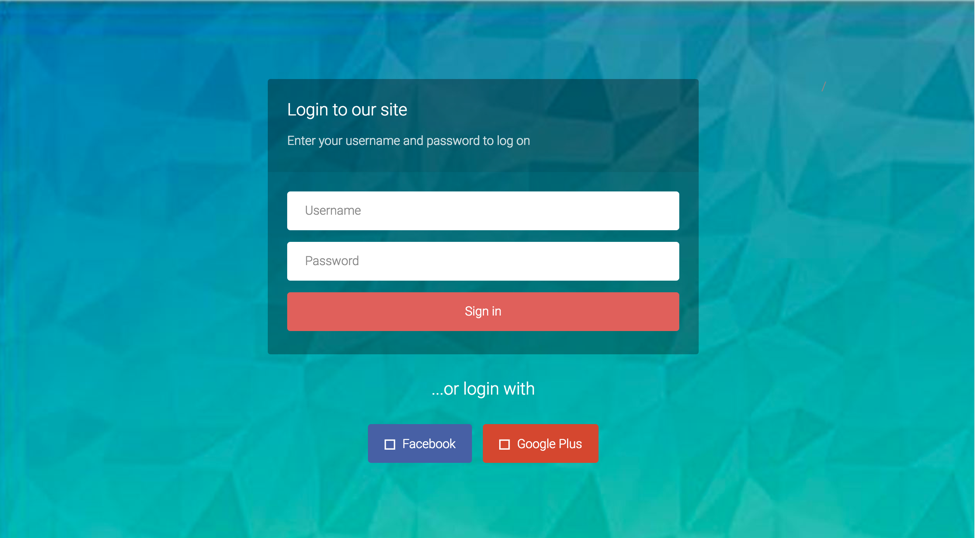 Login to our site
Enter your username and password to log on
Username
Password
Sign in
...or login with
Facebook
Google Plus